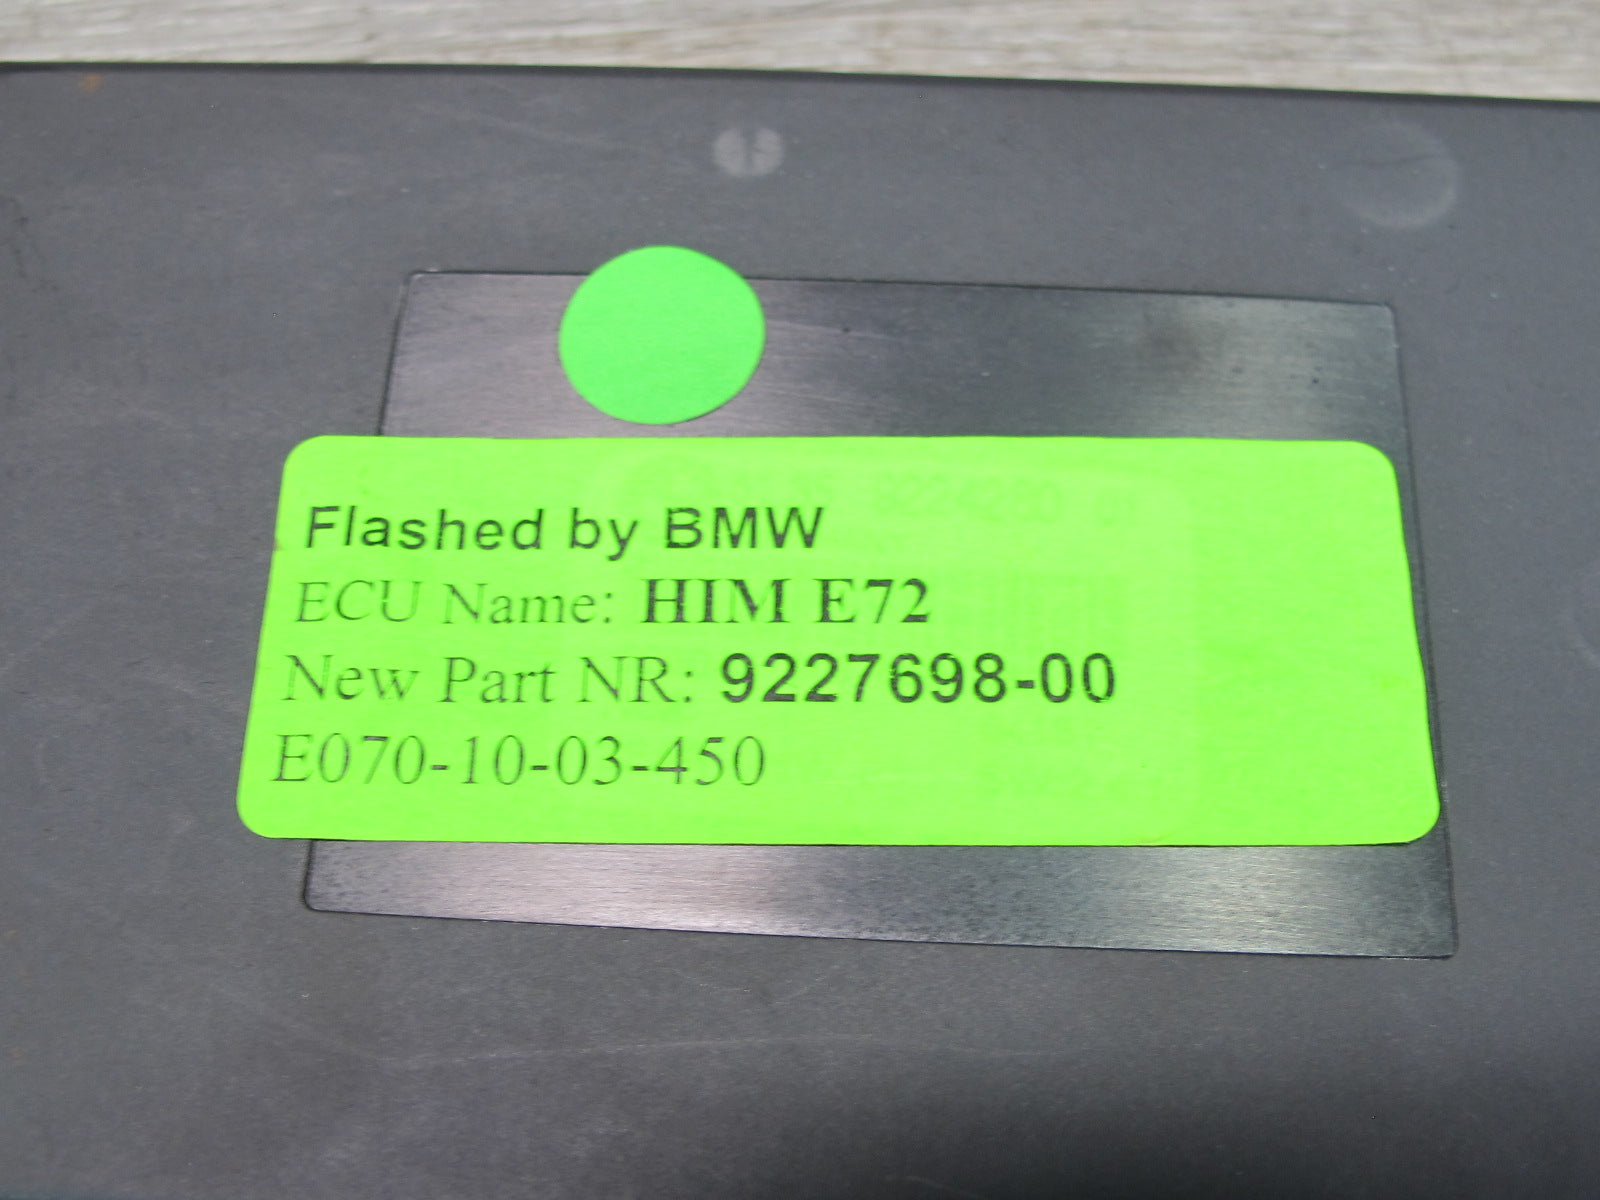 Flashed by BMW
ECU Name: HIM E72
New Part NR: 9227698-00
E070-10-03-450